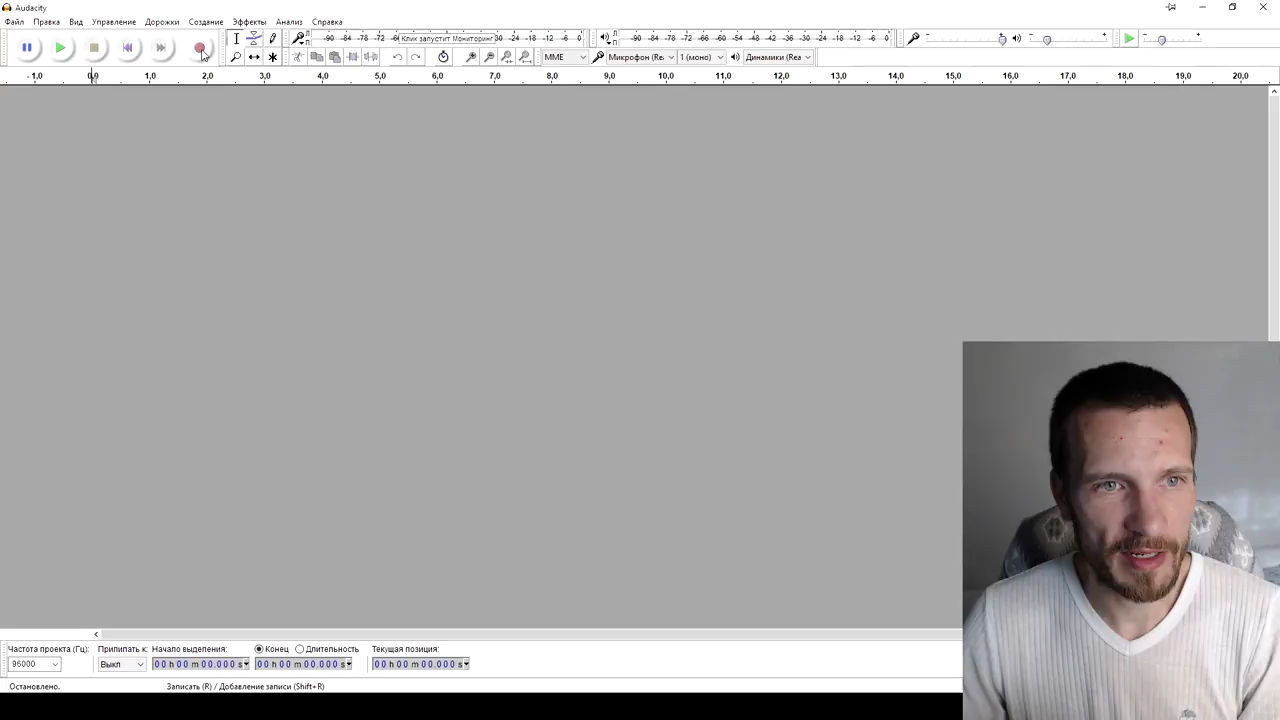 Audacity
Файл Правка Вид Управление Дорожки Создание Эффекты Анализ Справка
-90 -84 -78 -72 -6 Клик запустит Мониторинг 30 -24 -18 -12 -6 0
-90 -84 -78 -72 -66 -60 -54 -48 -42 -36 -30 -24 -18 -12 -6 0
MME Микрофон (Rea 1 (моно) Динамики (Rea
- 1,0 0,0 1,0 2,0 3,0 4,0 5,0 6,0 7,0 8,0 9,0 10,0 11,0 12,0 13,0 14,0 15,0 16,0 17,0 18,0 19,0 20,0
Частота проекта (Гц): Прилипать к: Начало выделения: Конец Длительность Текущая позиция:
96000 Выкл 00 h 00 m 00.000 s 00 h 00 m 00.000 s 00 h 00 m 00.000 s
Остановлено. Записать (R) / Добавление записи (Shift+R)